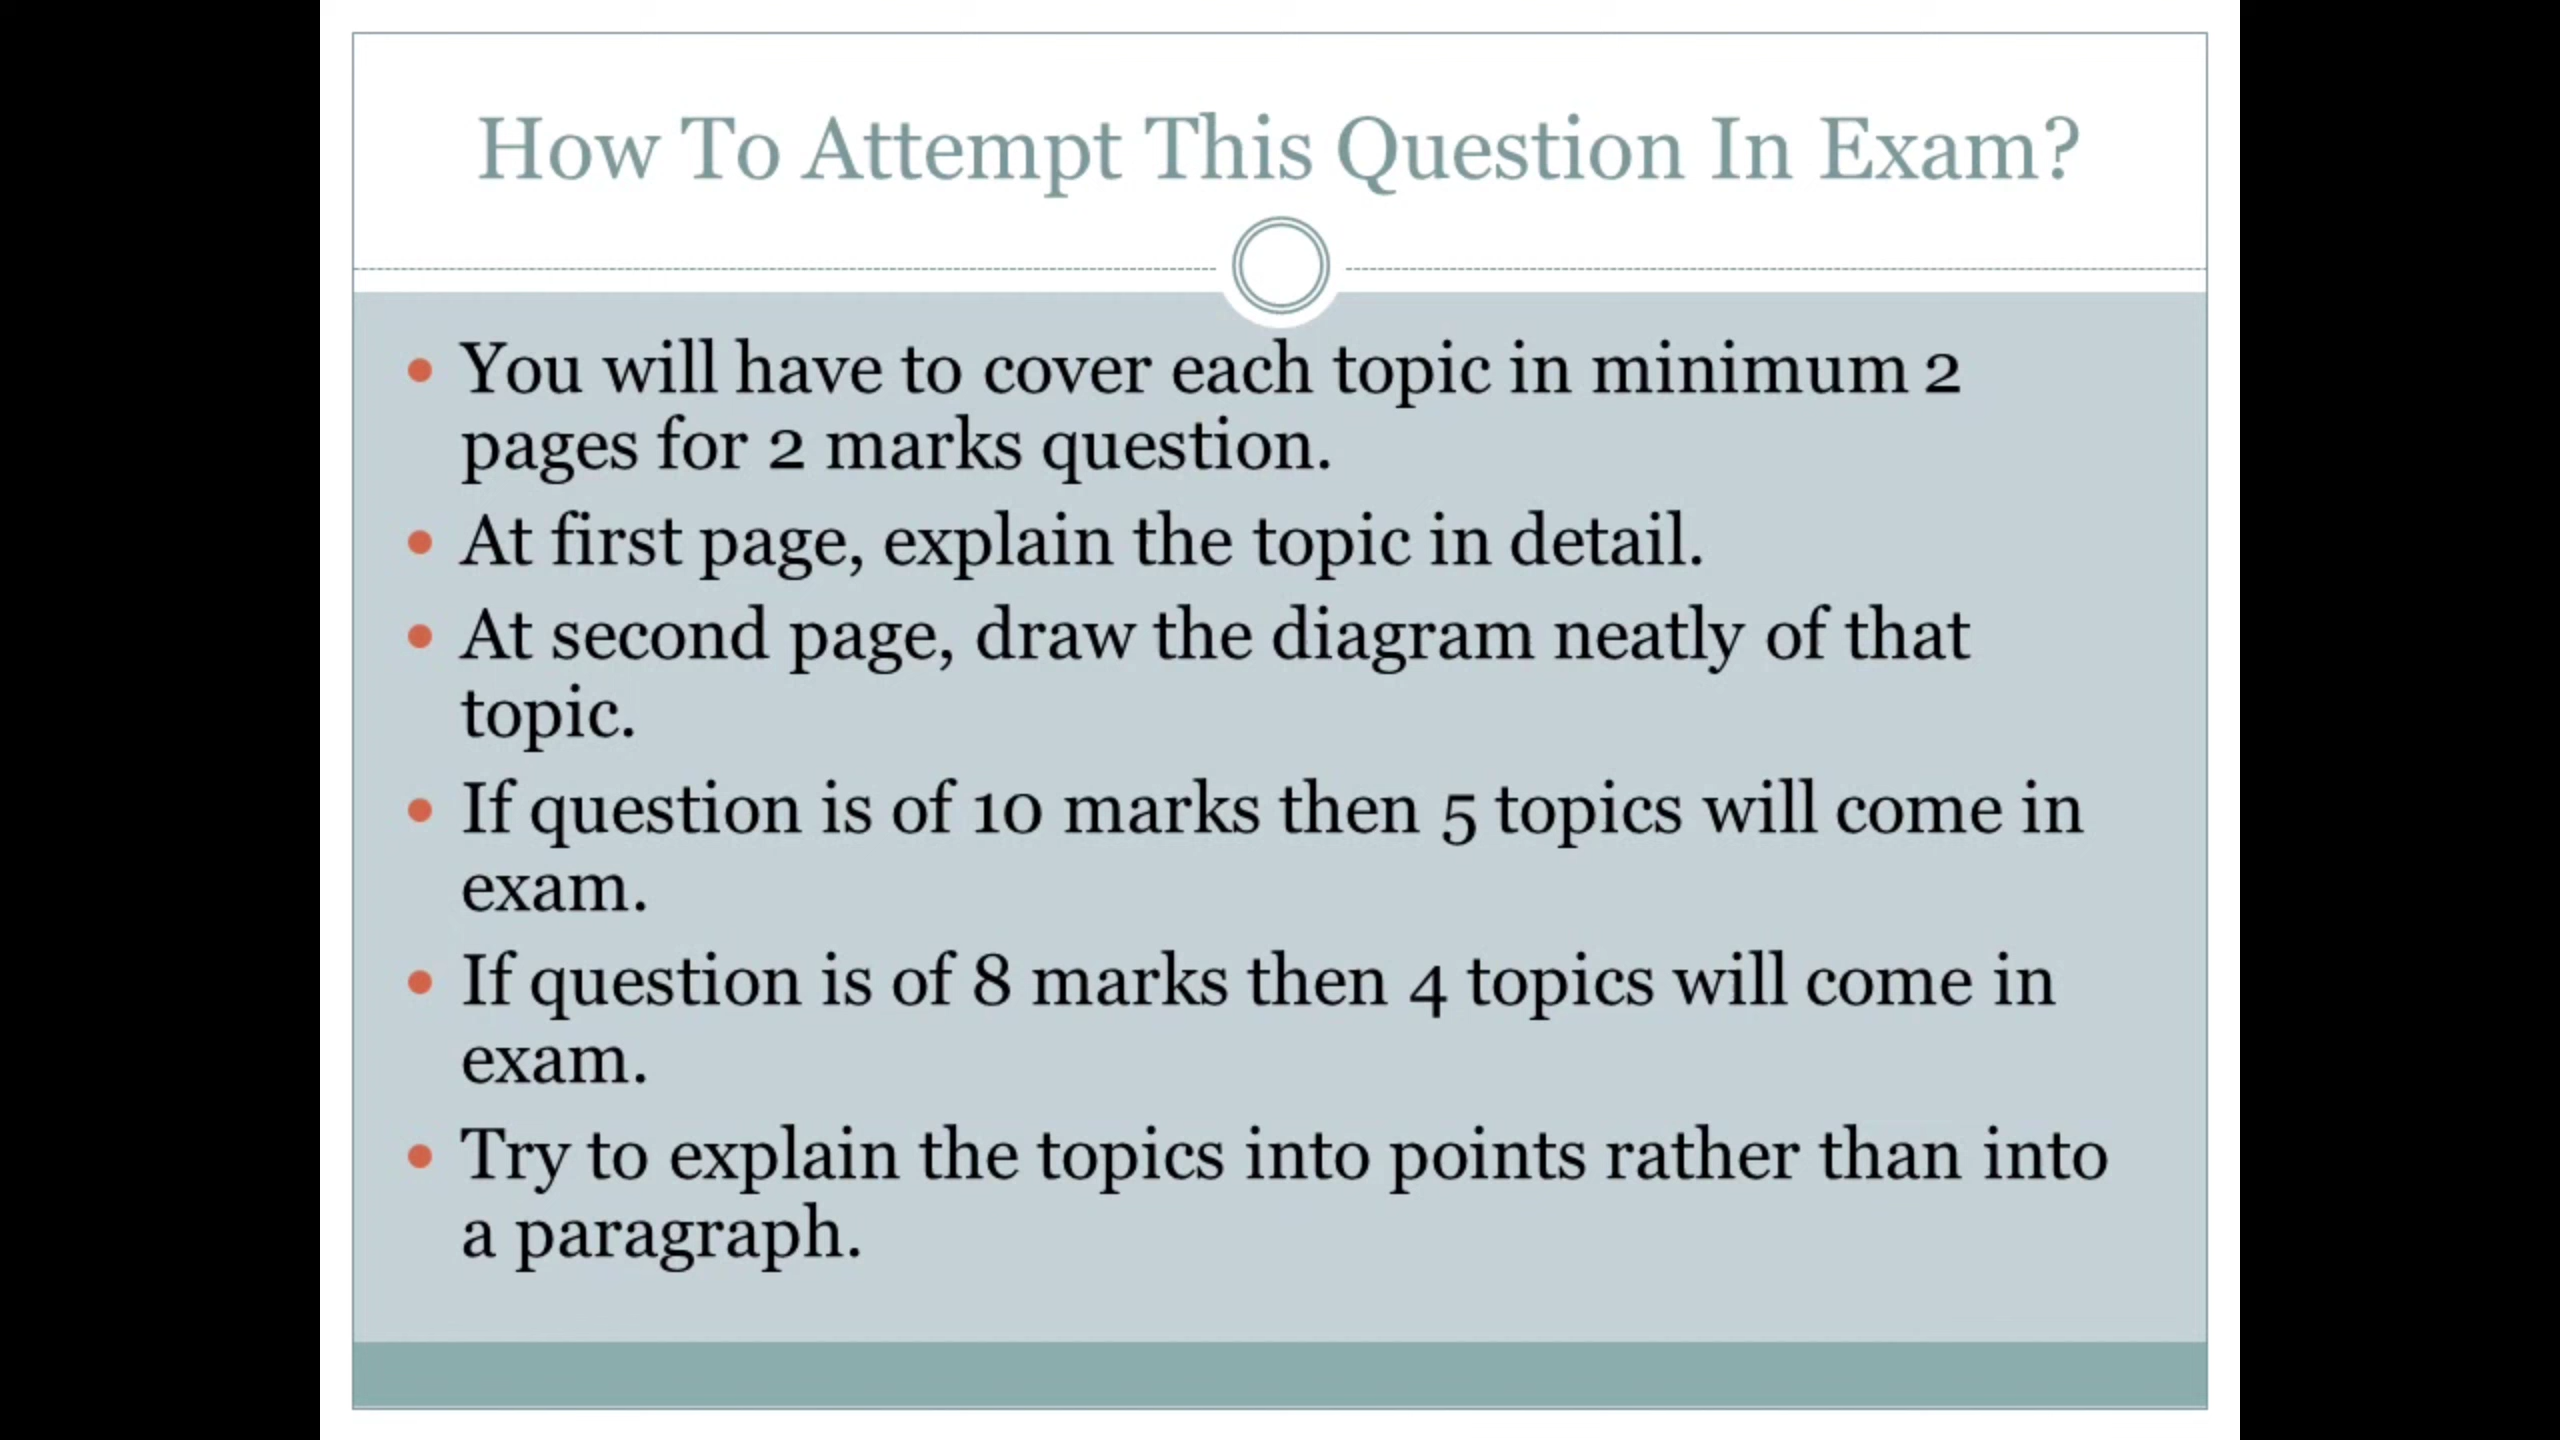 How To Attempt This Question In Exam?
• You will have to cover each topic in minimum 2
pages for 2 marks question.
• At first page, explain the topic in detail.
• At second page, draw the diagram neatly of that
topic.
• If question is of 10 marks then 5 topics will come in
exam.
• If question is of 8 marks then 4 topics will come in
exam.
• Try to explain the topics into points rather than into
a paragraph.